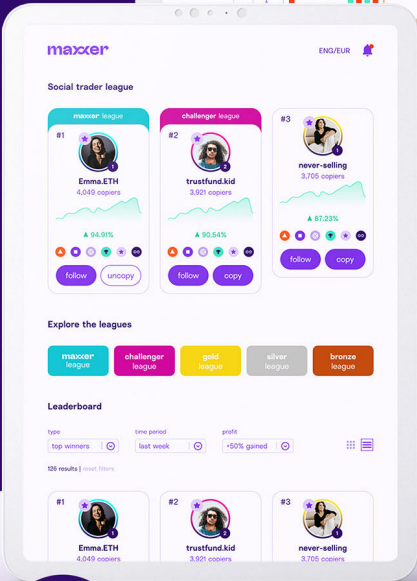 maxxer
ENG/EUR
Social trader league
maxxer league
challenger league
#1
#2
#3
1
2
1
Emma.ETH
trustfund.kid
never-selling
4,049 copiers
3,921 copiers
3,705 copiers
94.91%
90.54%
87.23%
follow
uncopy
follow
copy
follow
copy
Explore the leagues
maxxer
league
challenger
league
gold
league
silver
league
bronze
league
Leaderboard
type
time period
profit
top winners
last week
+50% gained
126 results | reset filters
#1
#2
#3
1
2
1
Emma.ETH
trustfund.kid
never-selling
4,049 copiers
3,921 copiers
3,705 copiers